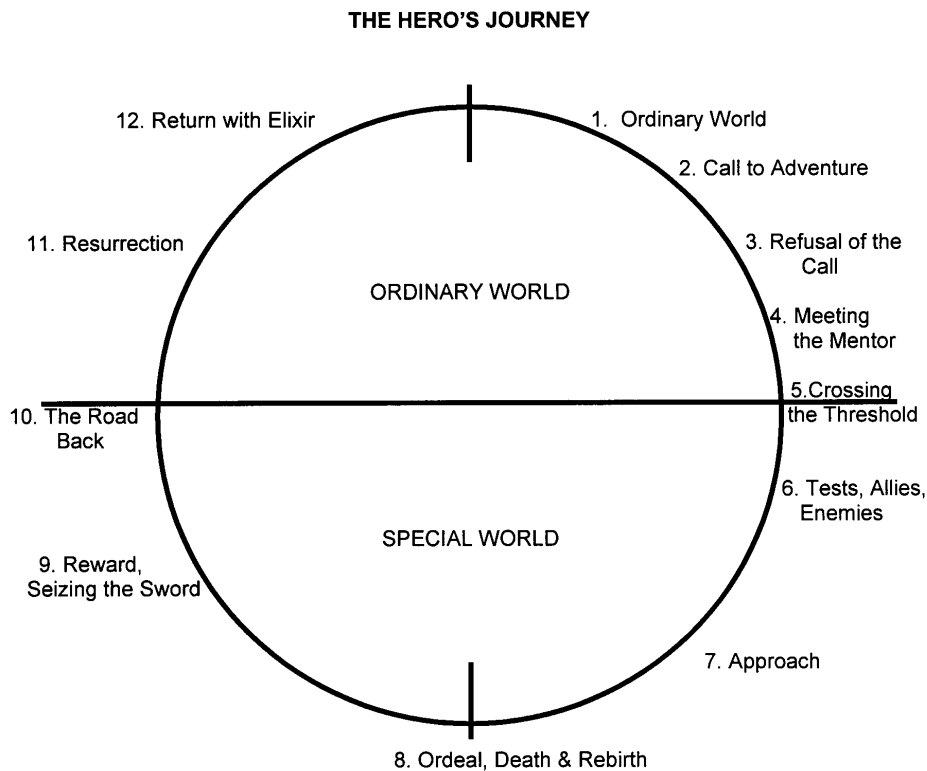 THE HERO'S JOURNEY
12. Return with Elixir
1. Ordinary World
2. Call to Adventure
3. Refusal of the
Call
11. Resurrection
ORDINARY WORLD
4. Meeting
the Mentor
5.Crossing
the Threshold
10. The Road
Back
6. Tests, Allies,
Enemies
SPECIAL WORLD
9. Reward,
Seizing the Sword
7. Approach
8. Ordeal, Death & Rebirth